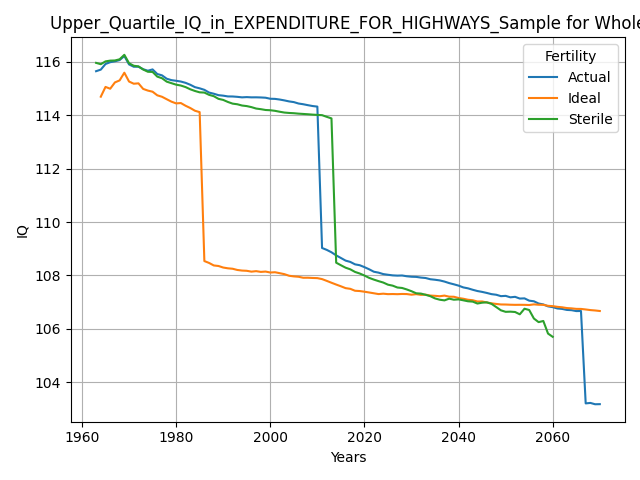 Upper_Quartile_IQ_in_EXPENDITURE_FOR_HIGHWAYS_Sample for Whole
Fertility
Actual
Ideal
Sterile
116
114
112
110
108
106
104
IQ
1960 1980 2000 2020 2040 2060
Years